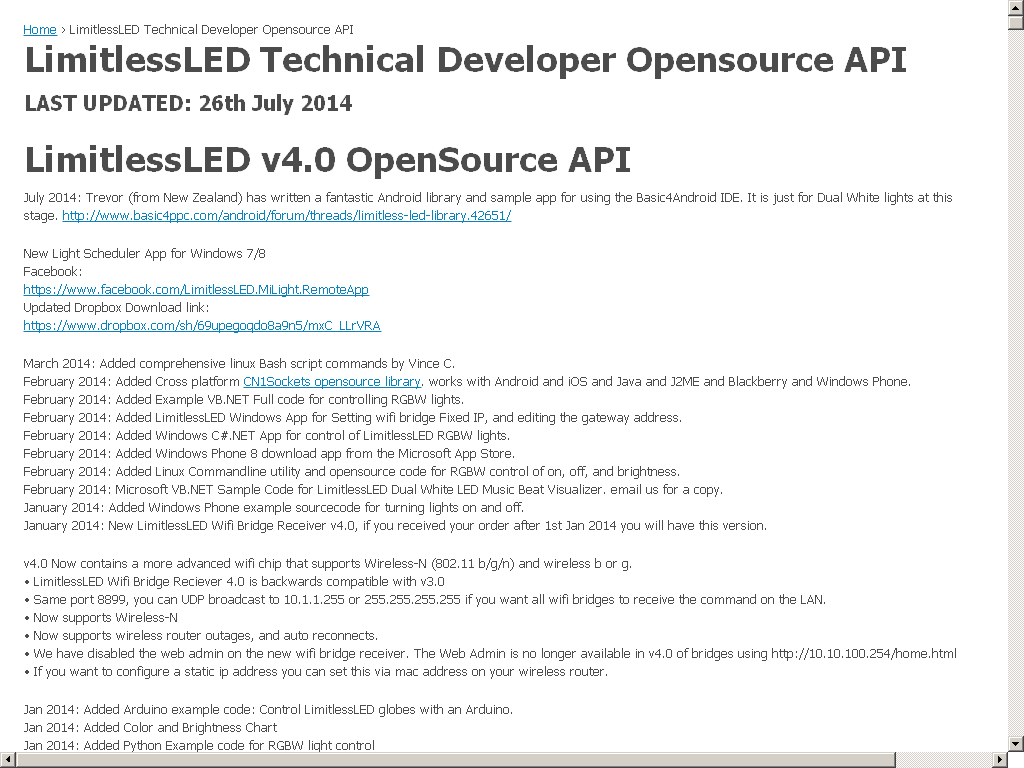 Home › LimitlessLED Technical Developer Opensource API
LimitlessLED Technical Developer Opensource API
LAST UPDATED: 26th July 2014
LimitlessLED v4.0 OpenSource API
July 2014: Trevor (from New Zealand) has written a fantastic Android library and sample app for using the Basic4Android IDE. It is just for Dual White lights at this
stage. http://www.basic4ppc.com/android/forum/threads/limitless-led-library.42651/
New Light Scheduler App for Windows 7/8
Facebook:
https://www.facebook.com/LimitlessLED.MiLight.RemoteApp
Updated Dropbox Download link:
https://www.dropbox.com/sh/69upegoqdo8a9n5/mxC_LLrVRA
March 2014: Added comprehensive linux Bash script commands by Vince C.
February 2014: Added Cross platform CN1Sockets opensource library. works with Android and iOS and Java and J2ME and Blackberry and Windows Phone.
February 2014: Added Example VB.NET Full code for controlling RGBW lights.
February 2014: Added LimitlessLED Windows App for Setting wifi bridge Fixed IP, and editing the gateway address.
February 2014: Added Windows C#.NET App for control of LimitlessLED RGBW lights.
February 2014: Added Windows Phone 8 download app from the Microsoft App Store.
February 2014: Added Linux Commandline utility and opensource code for RGBW control of on, off, and brightness.
February 2014: Microsoft VB.NET Sample Code for LimitlessLED Dual White LED Music Beat Visualizer. email us for a copy.
January 2014: Added Windows Phone example sourcecode for turning lights on and off.
January 2014: New LimitlessLED Wifi Bridge Receiver v4.0, if you received your order after 1st Jan 2014 you will have this version.
v4.0 Now contains a more advanced wifi chip that supports Wireless-N (802.11 b/g/n) and wireless b or g.
• LimitlessLED Wifi Bridge Reciever 4.0 is backwards compatible with v3.0
• Same port 8899, you can UDP broadcast to 10.1.1.255 or 255.255.255.255 if you want all wifi bridges to receive the command on the LAN.
• Now supports Wireless-N
• Now supports wireless router outages, and auto reconnects.
• We have disabled the web admin on the new wifi bridge receiver. The Web Admin is no longer available in v4.0 of bridges using http://10.10.100.254/home.html
• If you want to configure a static ip address you can set this via mac address on your wireless router.
Jan 2014: Added Arduino example code: Control LimitlessLED globes with an Arduino.
Jan 2014: Added Color and Brightness Chart
Jan 2014: Added Python Example code for RGBW light control